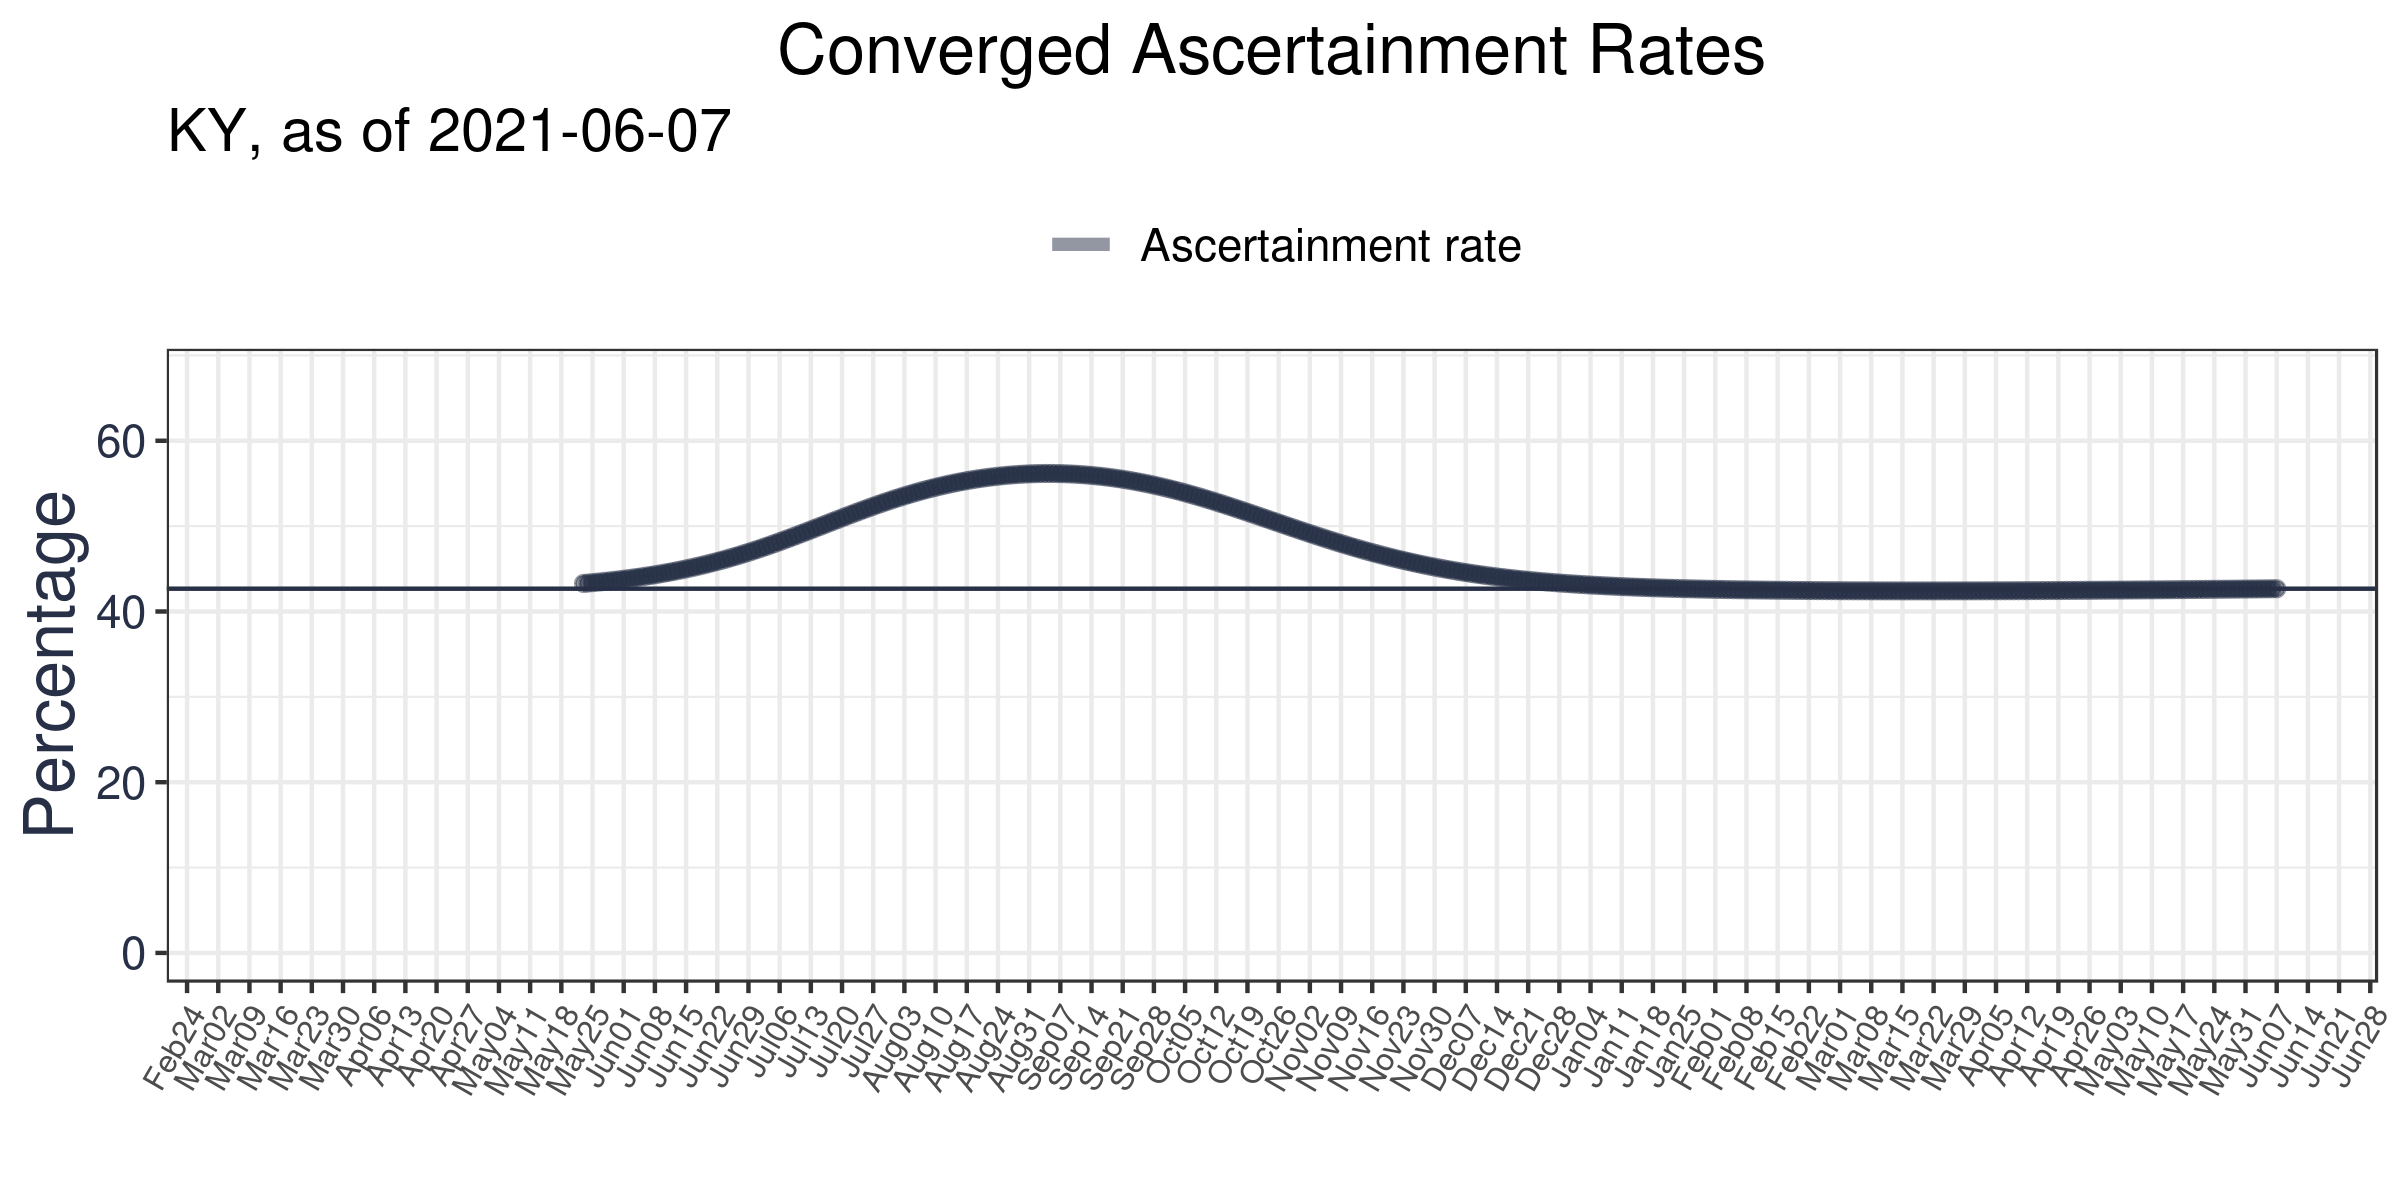 Converged Ascertainment Rates
KY, as of 2021-06-07
Ascertainment rate
Percentage
60
40
20
0
Feb24
Mar02
Mar09
Mar16
Mar23
Mar30
Apr06
Apr13
Apr20
Apr27
May04
May11
May18
May25
Jun01
Jun08
Jun15
Jun22
Jun29
Jul06
Jul13
Jul20
Jul27
Aug03
Aug10
Aug17
Aug24
Aug31
Sep07
Sep14
Sep21
Sep28
Oct05
Oct12
Oct19
Oct26
Nov02
Nov09
Nov16
Nov23
Nov30
Dec07
Dec14
Dec21
Dec28
Jan04
Jan11
Jan18
Jan25
Feb01
Feb08
Feb15
Feb22
Mar01
Mar08
Mar15
Mar22
Mar29
Apr05
Apr12
Apr19
Apr26
May03
May10
May17
May24
May31
Jun07
Jun14
Jun21
Jun28